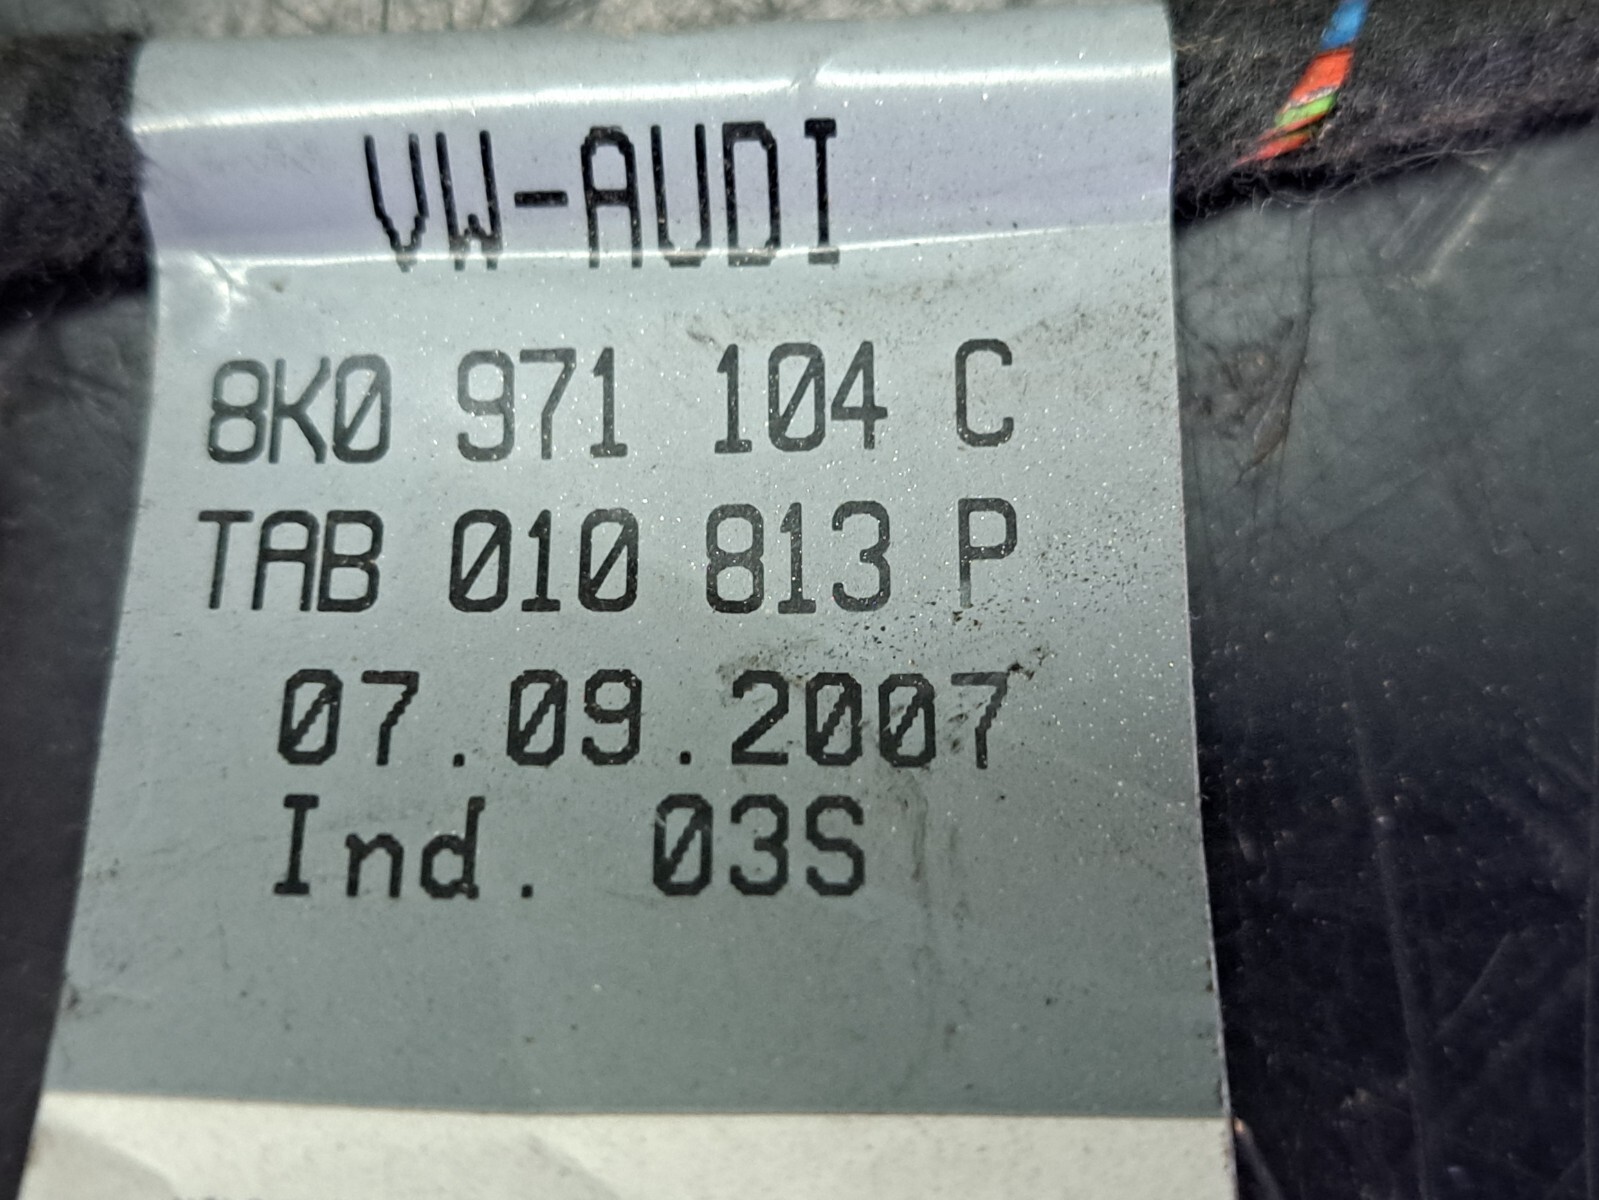 VW-AUDI
8K0 971 104 C
TAB 010 813 P
07.09.2007
Ind. 03S